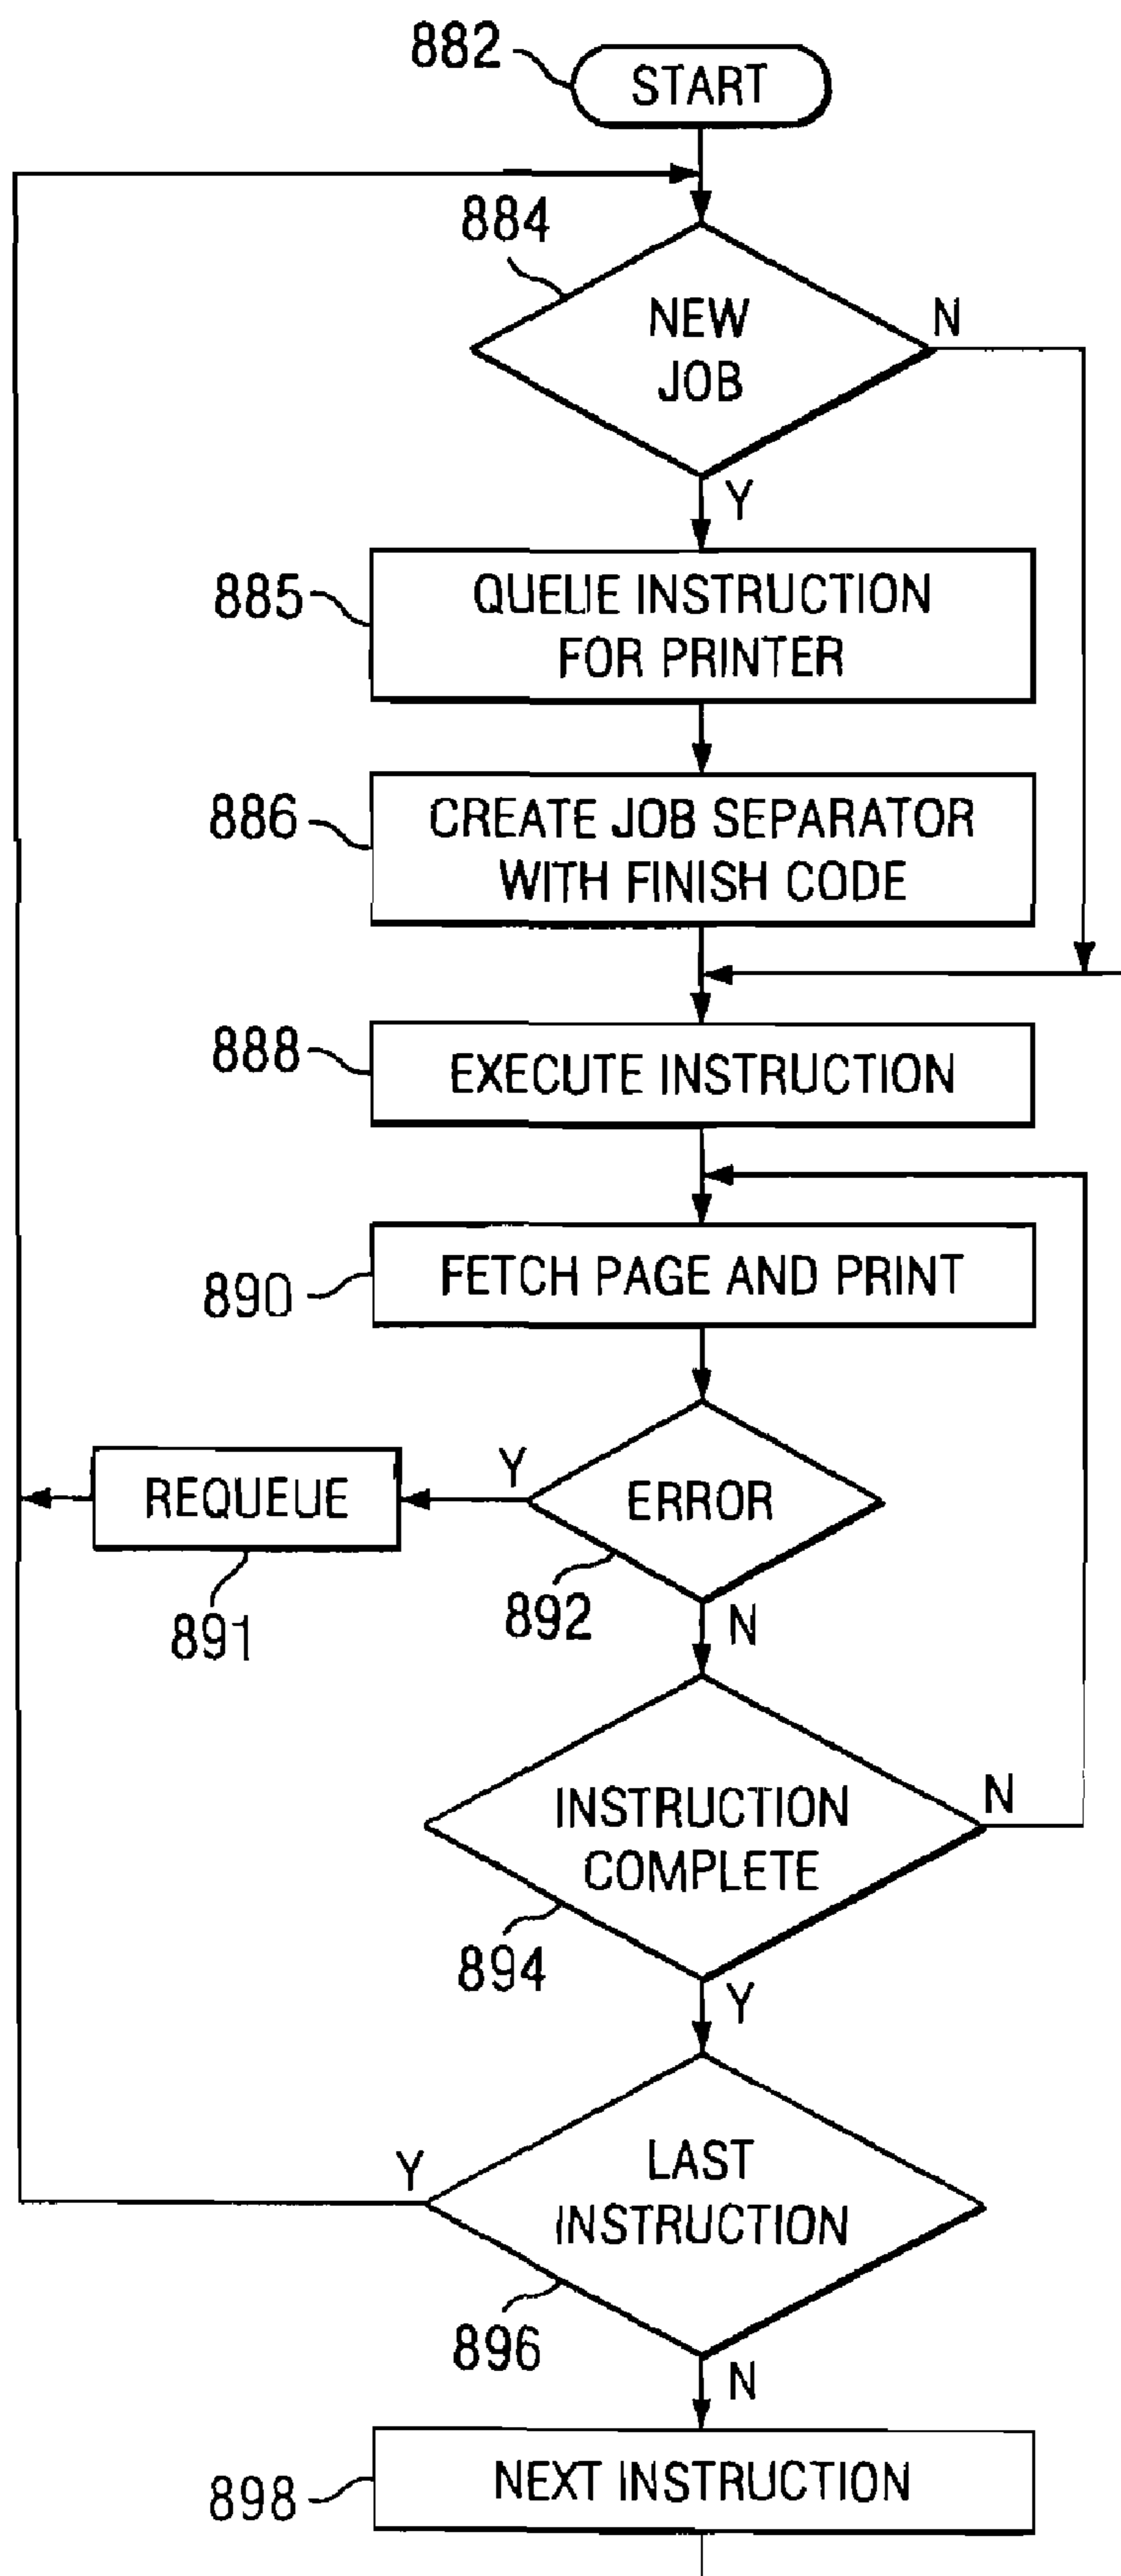 882
START
884
NEW
JOB
N
Y
885
QUEUE INSTRUCTION
FOR PRINTER
886
CREATE JOB SEPARATOR
WITH FINISH CODE
888
EXECUTE INSTRUCTION
890
FETCH PAGE AND PRINT
REQUEUE
891
Y
ERROR
892
N
INSTRUCTION
COMPLETE
N
894
Y
Y
LAST
INSTRUCTION
896
N
898
NEXT INSTRUCTION